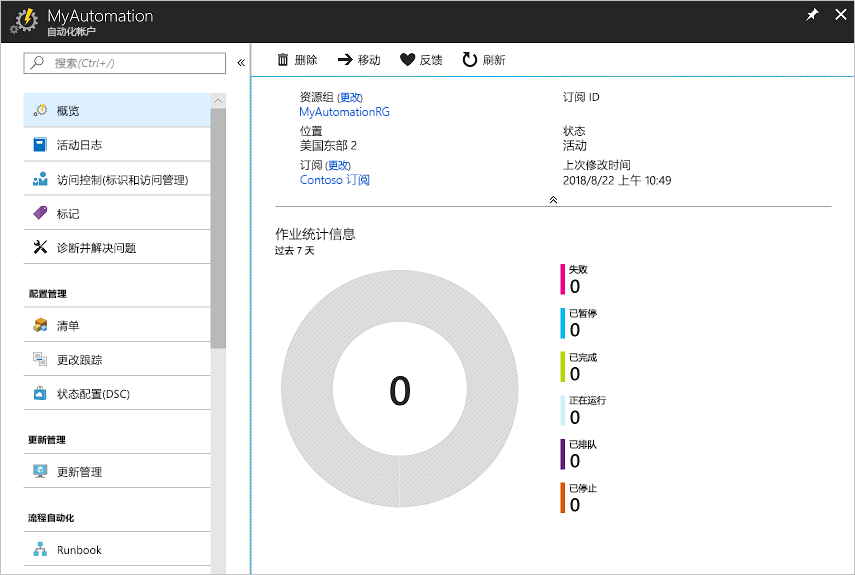 MyAutomation
自动化帐户
搜索(Ctrl+/)
概览
活动日志
访问控制(标识和访问管理)
标记
诊断并解决问题
配置管理
清单
更改跟踪
状态配置(DSC)
更新管理
更新管理
流程自动化
Runbook
删除
移动
反馈
刷新
资源组 (更改)
MyAutomationRG
位置
美国东部 2
订阅 (更改)
Contoso 订阅
订阅 ID
状态
活动
上次修改时间
2018/8/22 上午 10:49
作业统计信息
过去 7 天
0
失败
0
已暂停
0
已完成
0
正在运行
0
已排队
0
已停止
0